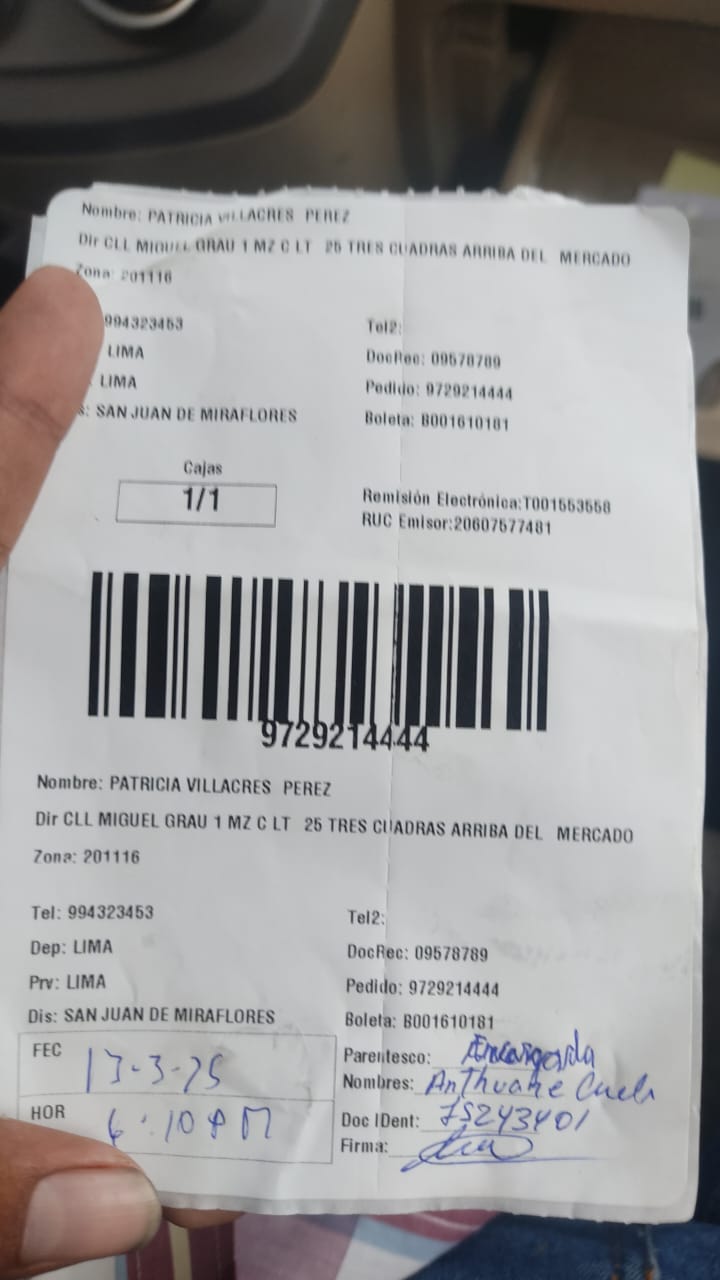 Nombre: PATRICIA VILLACRES PEREZ
Dir CLL MIGUEL GRAU 1 MZ C LT 25 TRES CUADRAS ARRIBA DEL MERCADO
Zona: 201116
994323453 Tel2:
LIMA DocRec: 09578789
LIMA Pedido: 9729214444
s: SAN JUAN DE MIRAFLORES Boleta: B001610181
Cajas
1/1
Remisión Electrónica:T001553558
RUC Emisor:20607577481
9729214444
Nombre: PATRICIA VILLACRES PEREZ
Dir CLL MIGUEL GRAU 1 MZ C LT 25 TRES CUADRAS ARRIBA DEL MERCADO
Zona: 201116
Tel: 994323453 Tel2:
Dep: LIMA DocRec: 09578789
Prv: LIMA Pedido: 9729214444
Dis: SAN JUAN DE MIRAFLORES Boleta: B001610181
FEC 17-3-25 Parentesco: Encargada
Nombres: Anthuane
HOR 6:10 PM Doc IDent: 75243401
Firma: